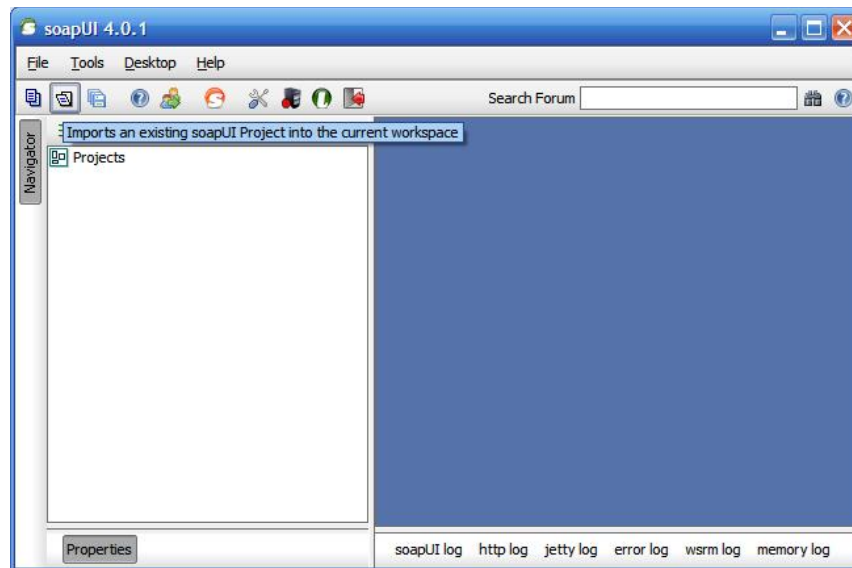 soapUI 4.0.1
File Tools Desktop Help
Search Forum
Imports an existing soapUI Project into the current workspace
Navigator
Projects
Properties
soapUI log http log jetty log error log wsrm log memory log